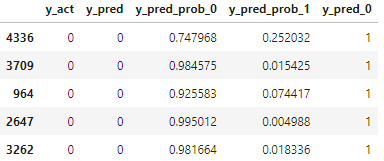 y_act y_pred y_pred_prob_0 y_pred_prob_1 y_pred_0
4336 0 0 0.747968 0.252032 1
3709 0 0 0.984575 0.015425 1
964 0 0 0.925583 0.074417 1
2647 0 0 0.995012 0.004988 1
3262 0 0 0.981664 0.018336 1